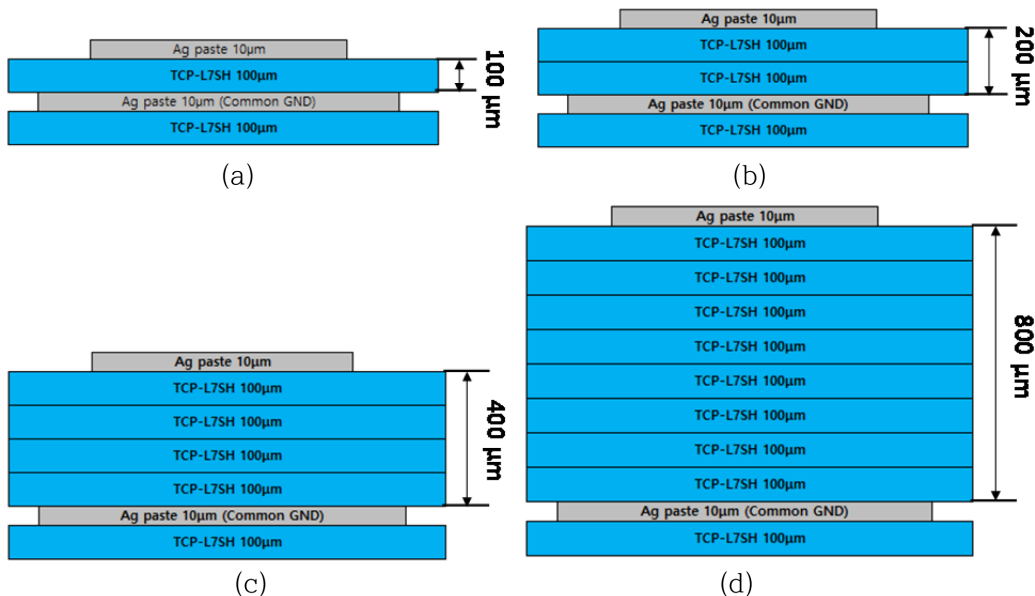 Ag paste 10μm
TCP-L7SH 100μm
Ag paste 10μm (Common GND)
TCP-L7SH 100μm
100 μm
(a)
Ag paste 10μm
TCP-L7SH 100μm
TCP-L7SH 100μm
Ag paste 10μm (Common GND)
TCP-L7SH 100μm
200 μm
(b)
Ag paste 10μm
TCP-L7SH 100μm
TCP-L7SH 100μm
TCP-L7SH 100μm
TCP-L7SH 100μm
Ag paste 10μm (Common GND)
TCP-L7SH 100μm
400 μm
(c)
Ag paste 10μm
TCP-L7SH 100μm
TCP-L7SH 100μm
TCP-L7SH 100μm
TCP-L7SH 100μm
TCP-L7SH 100μm
TCP-L7SH 100μm
TCP-L7SH 100μm
TCP-L7SH 100μm
Ag paste 10μm (Common GND)
TCP-L7SH 100μm
800 μm
(d)